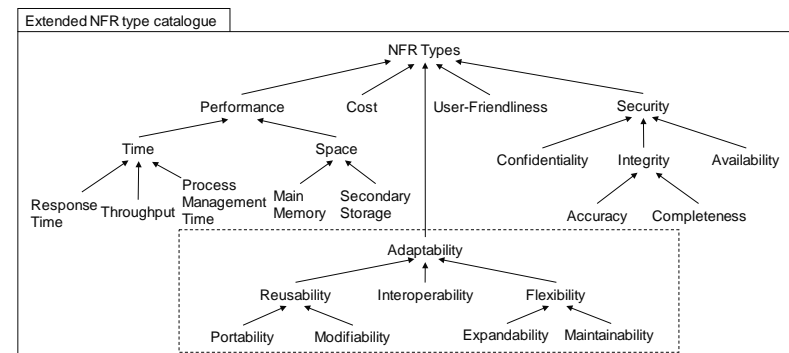 Extended NFR type catalogue
NFR Types
Performance
Cost
User-Friendliness
Security
Time
Space
Confidentiality
Integrity
Availability
Response
Time
Throughput
Process
Management
Time
Main
Memory
Secondary
Storage
Accuracy
Completeness
Adaptability
Reusability
Interoperability
Flexibility
Portability
Modifiability
Expandability
Maintainability